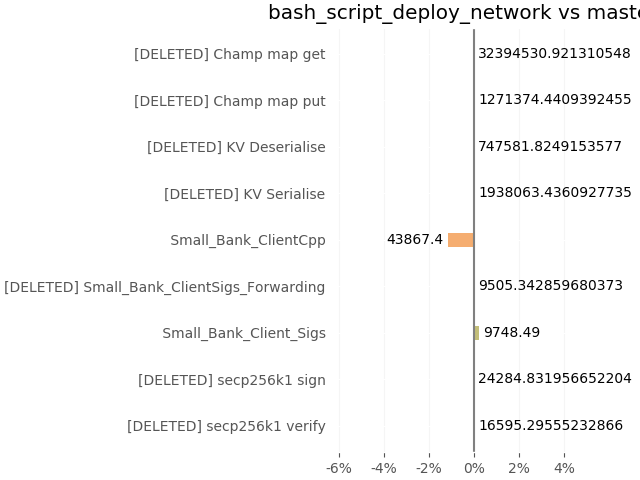 bash_script_deploy_network vs maste
[DELETED] Champ map get 32394530.921310548
[DELETED] Champ map put 1271374.4409392455
[DELETED] KV Deserialise 747581.8249153577
[DELETED] KV Serialise 1938063.4360927735
Small_Bank_ClientCpp 43867.4
[DELETED] Small_Bank_ClientSigs_Forwarding 9505.342859680373
Small_Bank_Client_Sigs 9748.49
[DELETED] secp256k1 sign 24284.831956652204
[DELETED] secp256k1 verify 16595.29555232866
-6% -4% -2% 0% 2% 4%